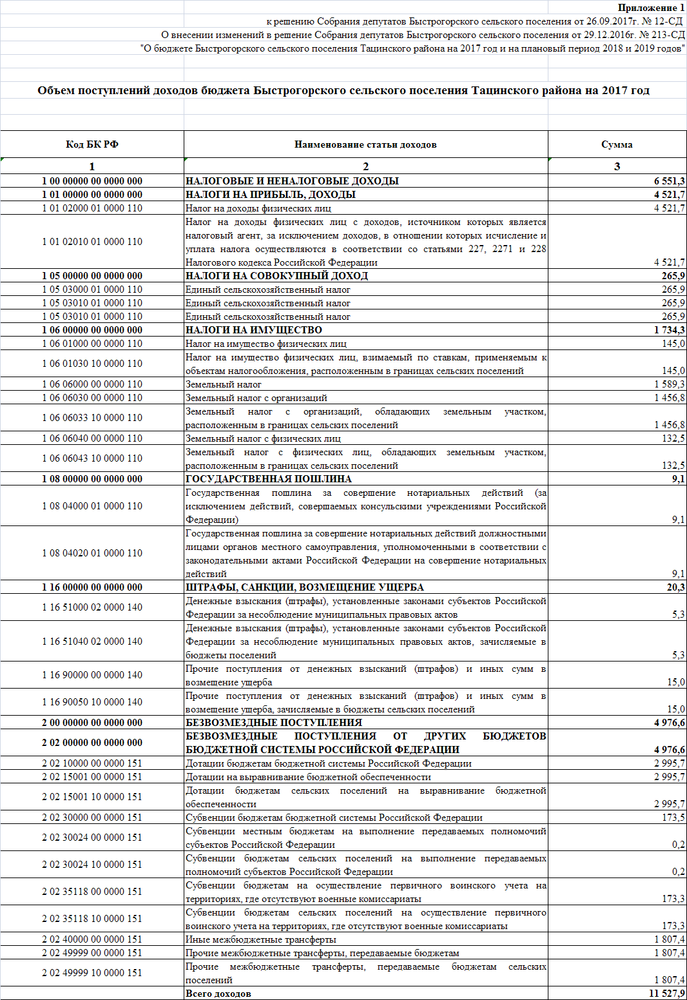 Приложение 1
к решению Собрания депутатов Быстрогорского сельского поселения от 26.09.2017г. № 12-СД
О внесении изменений в решение Собрания депутатов Быстрогорского сельского поселения от 29.12.2016г. № 213-СД
"О бюджете Быстрогорского сельского поселения Тацинского района на 2017 год и на плановый период 2018 и 2019 годов"
Объем поступлений доходов бюджета Быстрогорского сельского поселения Тацинского района на 2017 год
Код БК РФ Наименование статьи доходов Сумма
1 2 3
1 00 00000 00 0000 000 НАЛОГОВЫЕ И НЕНАЛОГОВЫЕ ДОХОДЫ 6 551,3
1 01 00000 00 0000 000 НАЛОГИ НА ПРИБЫЛЬ, ДОХОДЫ 4 521,7
1 01 02000 01 0000 110 Налог на доходы физических лиц 4 521,7
Налог на доходы физических лиц с доходов, источником которых является
налоговый агент, за исключением доходов, в отношении которых исчисление и
1 01 02010 01 0000 110
уплата налога осуществляются в соответствии со статьями 227, 2271 и 228
Налогового кодекса Российской Федерации 4 521,7
1 05 00000 00 0000 000 НАЛОГИ НА СОВОКУПНЫЙ ДОХОД 265,9
1 05 03000 01 0000 110 Единый сельскохозяйственный налог 265,9
1 05 03010 01 0000 110 Единый сельскохозяйственный налог 265,9
1 05 03010 01 0000 110 Единый сельскохозяйственный налог 265,9
1 06 00000 00 0000 000 НАЛОГИ НА ИМУЩЕСТВО 1 734,3
1 06 01000 00 0000 110 Налог на имущество физических лиц 145,0
1 06 01030 10 0000 110 Налог на имущество физических лиц, взимаемый по ставкам, применяемым к
объектам налогообложения, расположенным в границах сельских поселений 145,0
1 06 06000 00 0000 110 Земельный налог 1 589,3
1 06 06030 00 0000 110 Земельный налог с организаций 1 456,8
1 06 06033 10 0000 110 Земельный налог с организаций, обладающих земельным участком,
расположенным в границах сельских поселений 1 456,8
1 06 06040 00 0000 110 Земельный налог с физических лиц 132,5
1 06 06043 10 0000 110 Земельный налог с физических лиц, обладающих земельным участком,
расположенным в границах сельских поселений 132,5
1 08 00000 00 0000 000 ГОСУДАРСТВЕННАЯ ПОШЛИНА 9,1
Государственная пошлина за совершение нотариальных действий (за
1 08 04000 01 0000 110 исключением действий, совершаемых консульскими учреждениями Российской
Федерации) 9,1
Государственная пошлина за совершение нотариальных действий должностными
лицами органов местного самоуправления, уполномоченными в соответствии с
1 08 04020 01 0000 110
законодательными актами Российской Федерации на совершение нотариальных
действий 9,1
1 16 00000 00 0000 000 ШТРАФЫ, САНКЦИИ, ВОЗМЕЩЕНИЕ УЩЕРБА 20,3
1 16 51000 02 0000 140 Денежные взыскания (штрафы), установленные законами субъектов Российской
Федерации за несоблюдение муниципальных правовых актов 5,3
Денежные взыскания (штрафы), установленные законами субъектов Российской
1 16 51040 02 0000 140 Федерации за несоблюдение муниципальных правовых актов, зачисляемые в
бюджеты поселений 5,3
1 16 90000 00 0000 140 Прочие поступления от денежных взысканий (штрафов) и иных сумм в
возмещение ущерба 15,0
1 16 90050 10 0000 140 Прочие поступления от денежных взысканий (штрафов) и иных сумм в
возмещение ущерба, зачисляемые в бюджеты сельских поселений 15,0
2 00 00000 00 0000 000 БЕЗВОЗМЕЗДНЫЕ ПОСТУПЛЕНИЯ 4 976,6
2 02 00000 00 0000 000 БЕЗВОЗМЕЗДНЫЕ ПОСТУПЛЕНИЯ ОТ ДРУГИХ БЮДЖЕТОВ
БЮДЖЕТНОЙ СИСТЕМЫ РОССИЙСКОЙ ФЕДЕРАЦИИ 4 976,6
2 02 10000 00 0000 151 Дотации бюджетам бюджетной системы Российской Федерации 2 995,7
2 02 15001 00 0000 151 Дотации на выравнивание бюджетной обеспеченности 2 995,7
2 02 15001 10 0000 151 Дотации бюджетам сельских поселений на выравнивание бюджетной
обеспеченности 2 995,7
2 02 30000 00 0000 151 Субвенции бюджетам бюджетной системы Российской Федерации 173,5
2 02 30024 00 0000 151 Субвенции местным бюджетам на выполнение передаваемых полномочий
субъектов Российской Федерации 0,2
2 02 30024 10 0000 151 Субвенции бюджетам сельских поселений на выполнение передаваемых
полномочий субъектов Российской Федерации 0,2
2 02 35118 00 0000 151 Субвенции бюджетам на осуществление первичного воинского учета на
территориях, где отсутствуют военные комиссариаты 173,3
2 02 35118 10 0000 151 Субвенции бюджетам сельских поселений на осуществление первичного
воинского учета на территориях, где отсутствуют военные комиссариаты 173,3
2 02 40000 00 0000 151 Иные межбюджетные трансферты 1 807,4
2 02 49999 00 0000 151 Прочие межбюджетные трансферты, передаваемые бюджетам 1 807,4
2 02 49999 10 0000 151 Прочие межбюджетные трансферты, передаваемые бюджетам сельских
поселений 1 807,4
Всего доходов 11 527,9